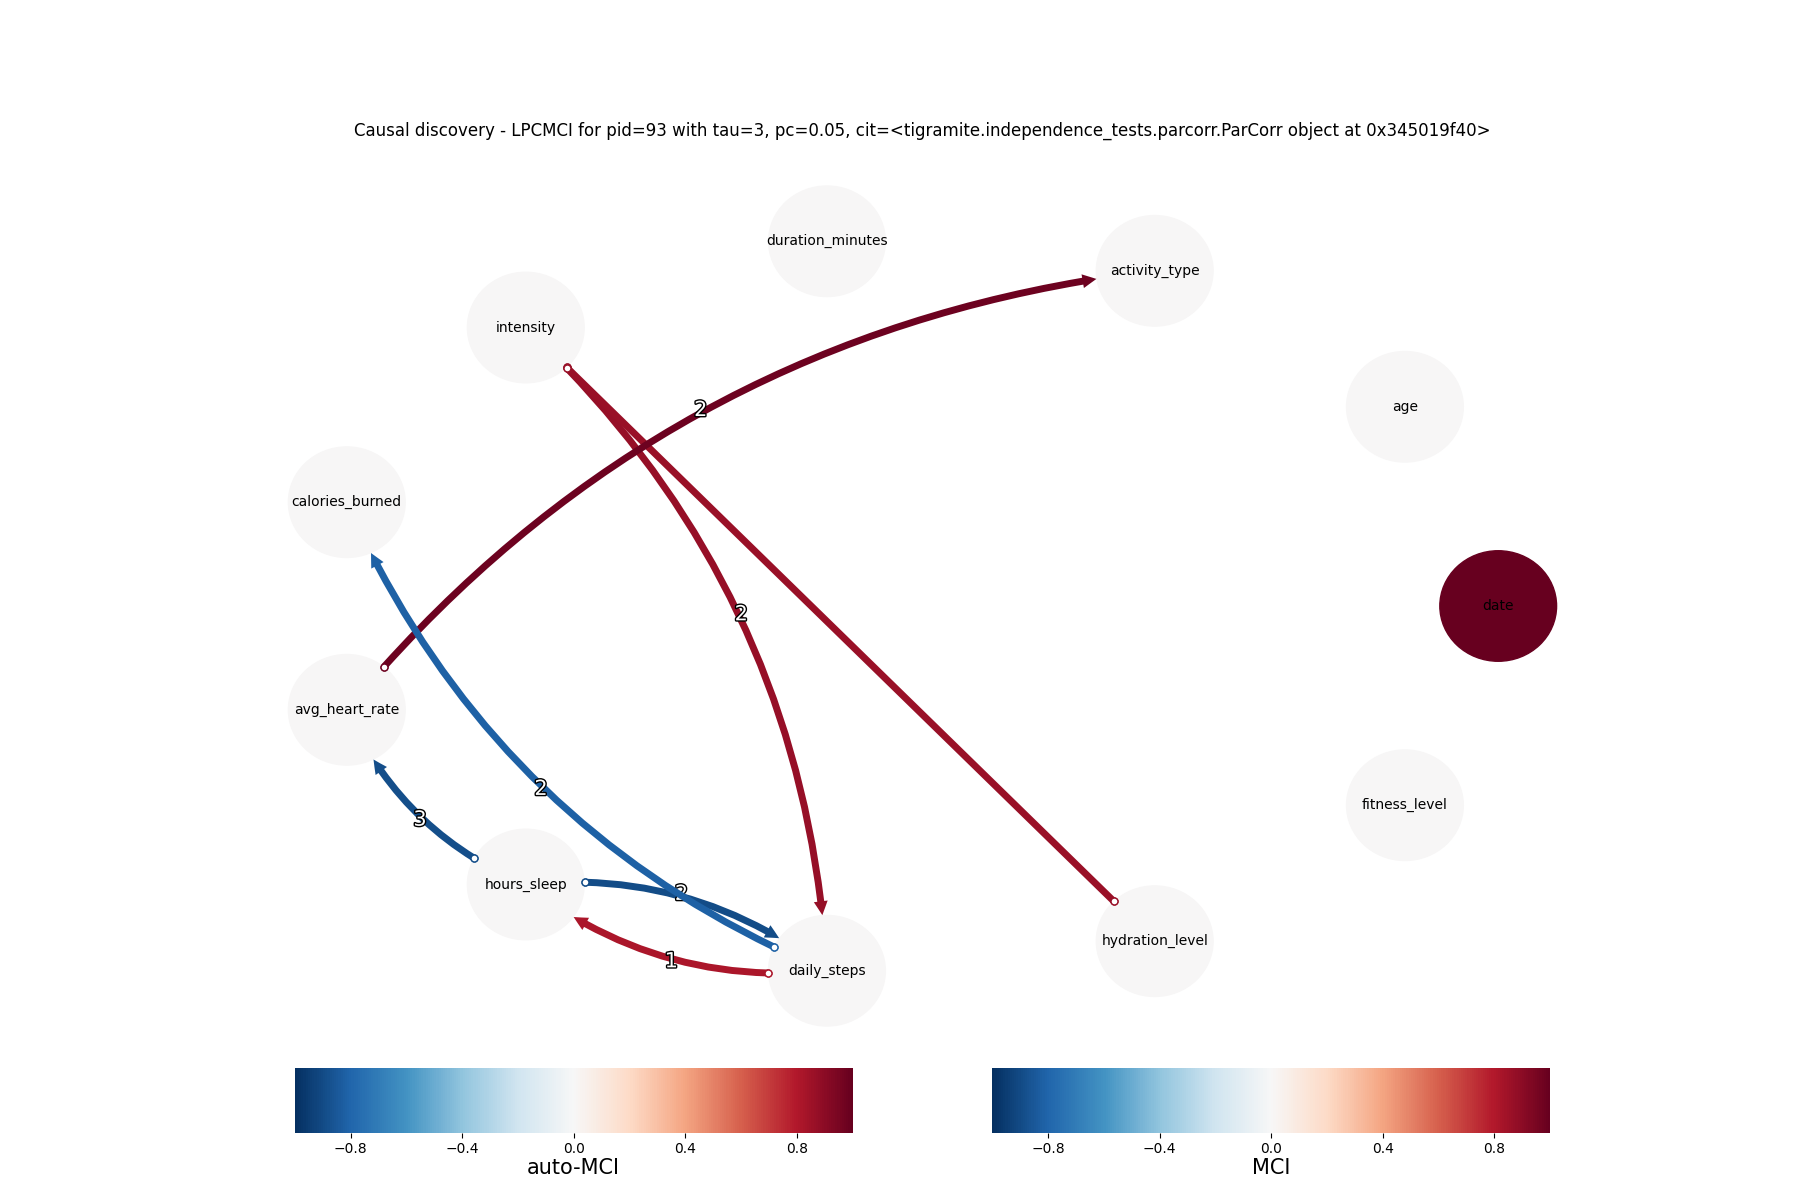 Causal discovery - LPCMCI for pid=93 with tau=3, pc=0.05, cit=<tigramite.independence_tests.parcorr.ParCorr object at 0x345019f40>
duration_minutes
activity_type
intensity
age
2
calories_burned
date
2
avg_heart_rate
2
fitness_level
3
hours_sleep
2
hydration_level
1
daily_steps
−0.8 −0.4 0.0 0.4 0.8
auto-MCI
−0.8 −0.4 0.0 0.4 0.8
MCI